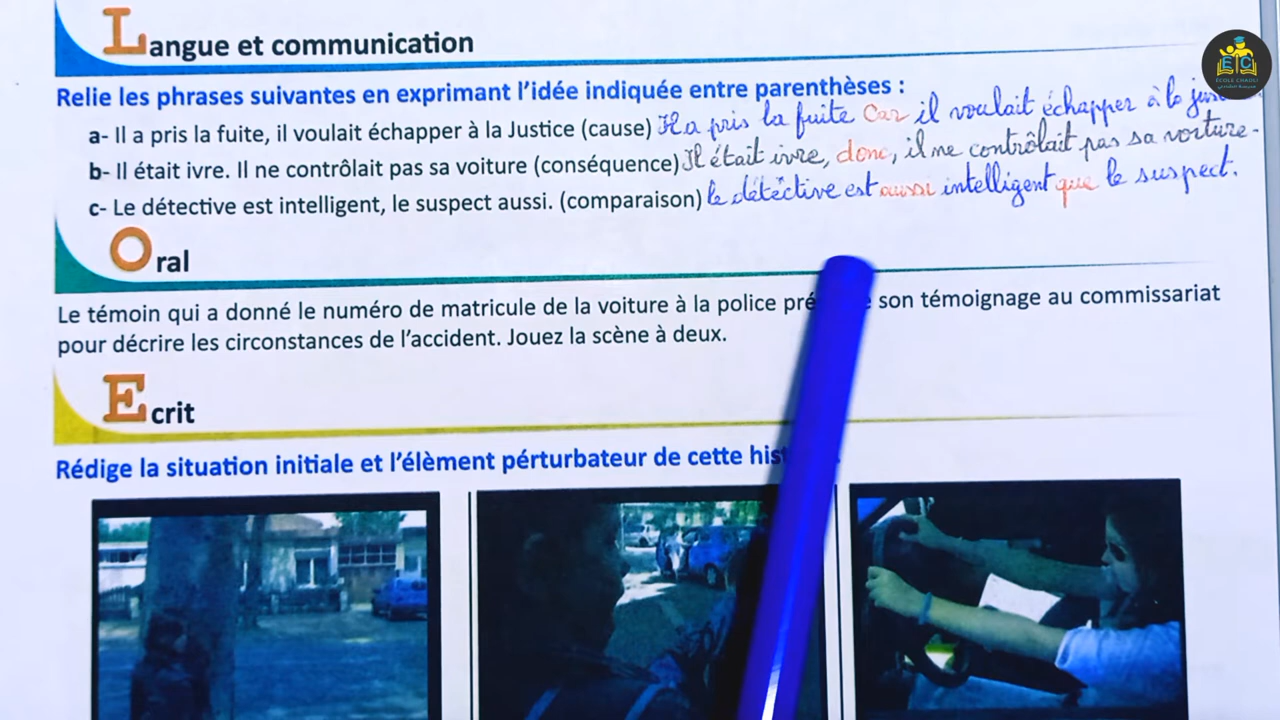 Langue et communication
Relie les phrases suivantes en exprimant l'idée indiquée entre parenthèses :
a- Il a pris la fuite, il voulait échapper à la Justice (cause) Il a pris la fuite Car il voulait échapper à la
b- Il était ivre. Il ne contrôlait pas sa voiture (conséquence) Il était ivre, donc, il ne contrôlait pas sa voiture.
c- Le détective est intelligent, le suspect aussi. (comparaison) le détective est aussi intelligent que le suspect.
Oral
Le témoin qui a donné le numéro de matricule de la voiture à la police son témoignage au commissariat
pour décrire les circonstances de l'accident. Jouez la scène à deux.
Ecrit
Rédige la situation initiale et l'élèment pérturbateur de cette
EC
ECOLE CHADLI